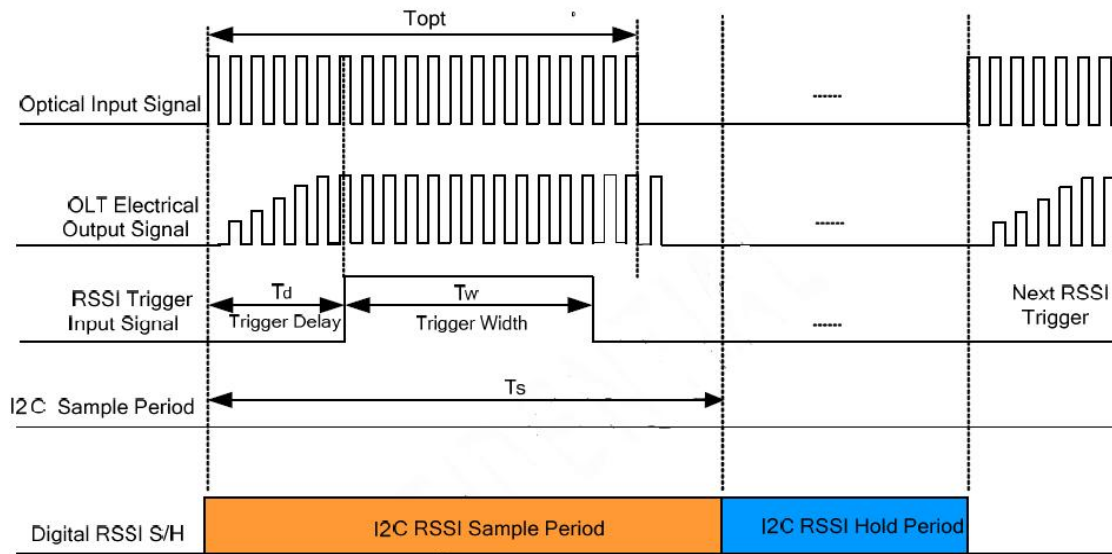 Topt
Optical Input Signal
------
OLT Electrical
Output Signal
------
RSSI Trigger
Input Signal
Td
Trigger Delay
Tw
Trigger Width
------
Next RSSI
Trigger
Ts
I2C Sample Period
Digital RSSI S/H
I2C RSSI Sample Period
I2C RSSI Hold Period